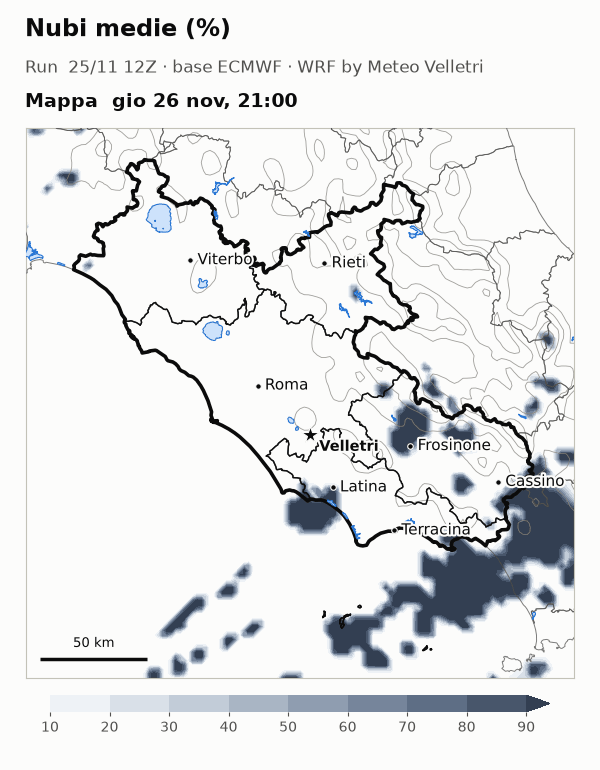 Nubi medie (%)
Run 25/11 12Z · base ECMWF · WRF by Meteo Velletri
Mappa gio 26 nov, 21:00
Viterbo
Rieti
Roma
Velletri
Frosinone
Latina
Cassino
Terracina
50 km
10 20 30 40 50 60 70 80 90